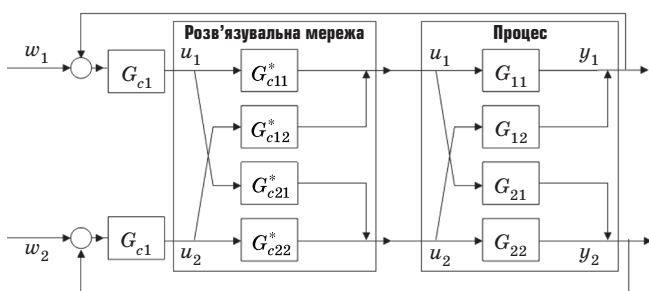 Розв'язувальна мережа
Процес
w1
Gc1
u1
G*c11
u1
G11
y1
G*c12
G12
G*c21
G21
w2
Gc1
u2
G*c22
u2
G22
y2